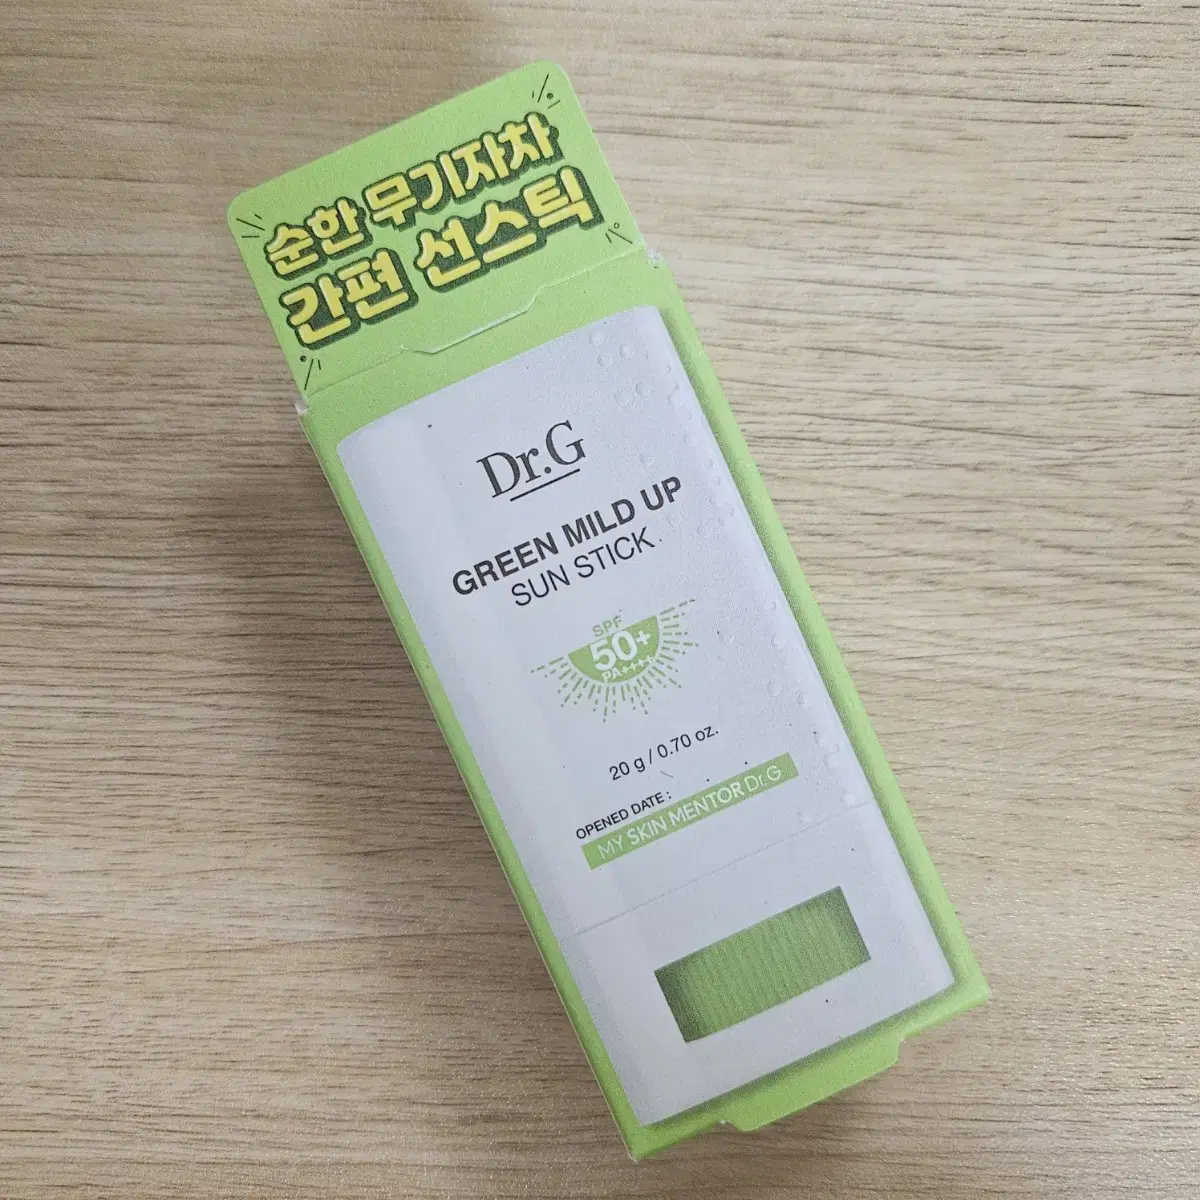 순한 무기자차
간편 선스틱
Dr.G
GREEN MILD UP
SUN STICK
SPF
50+
PA++++
20 g / 0.70 oz.
OPENED DATE :
MY SKIN MENTOR Dr.G